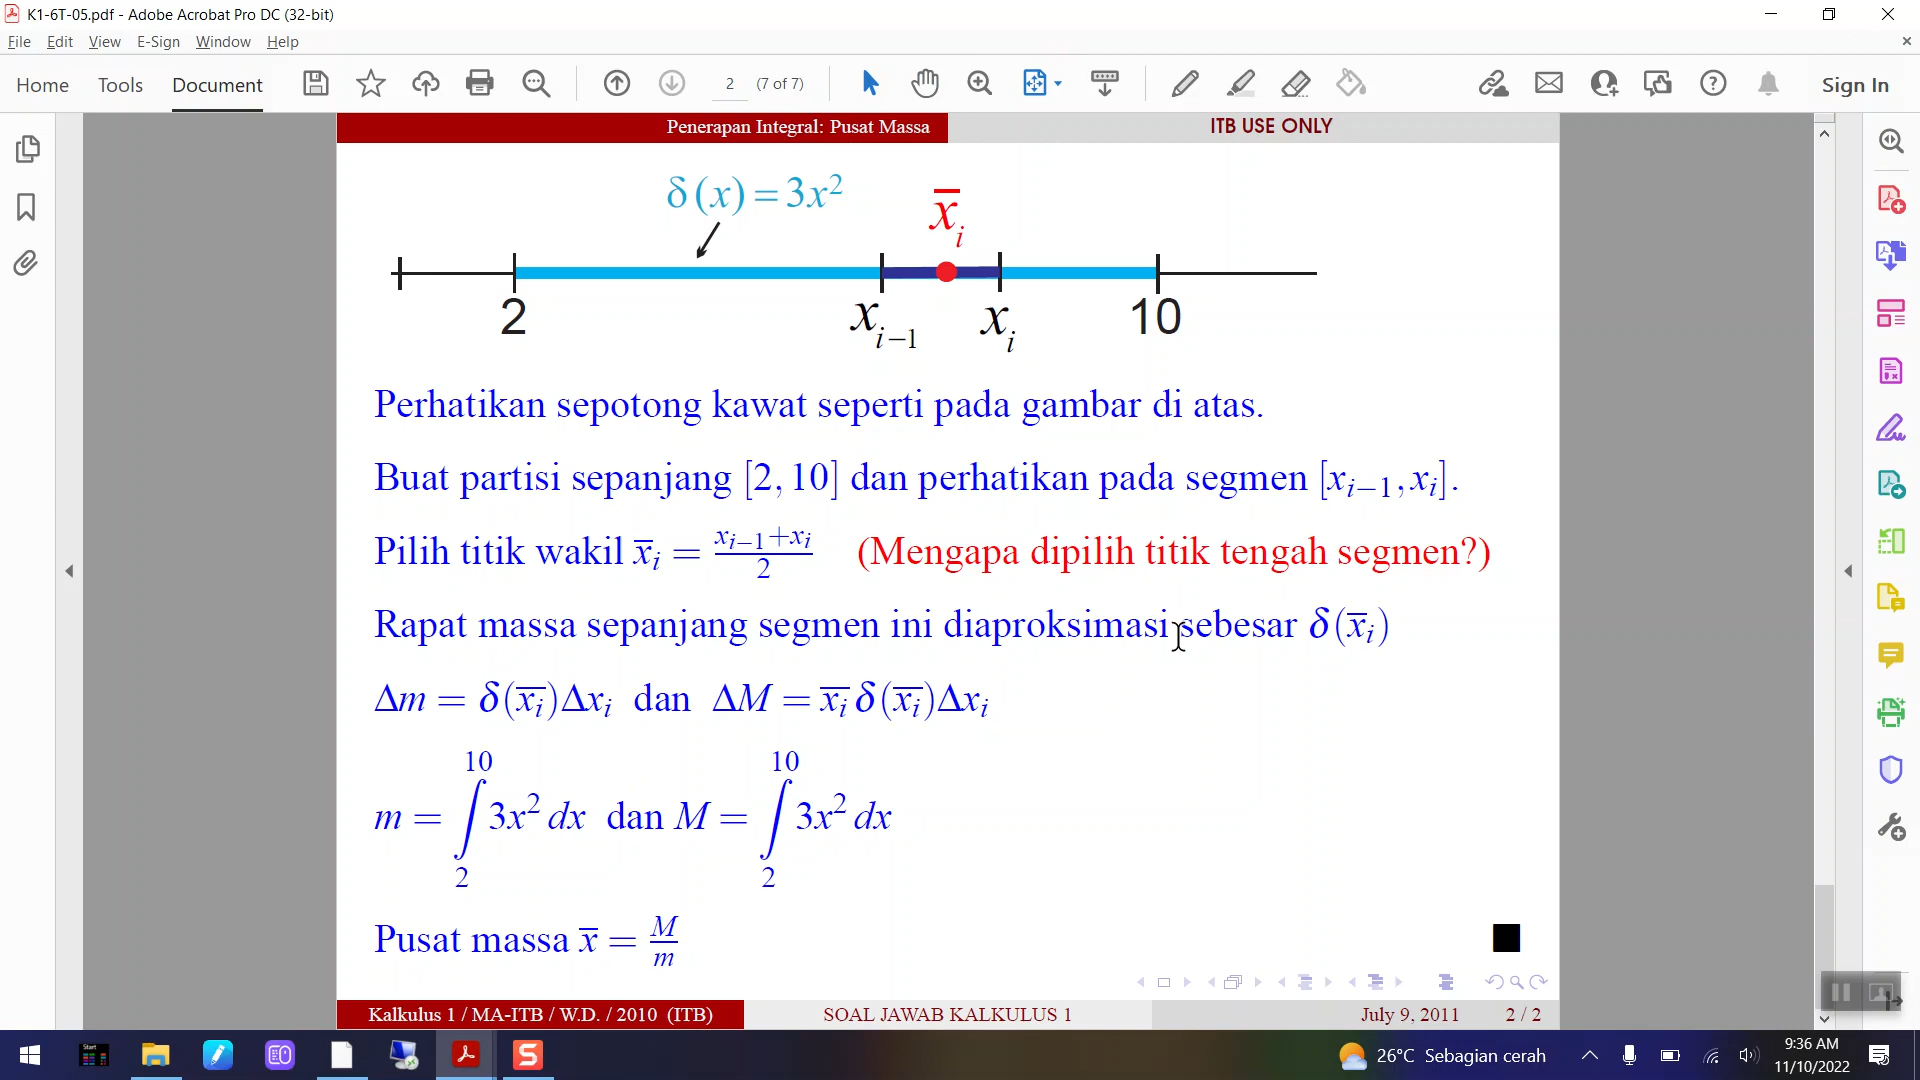 K1-6T-05.pdf - Adobe Acrobat Pro DC (32-bit)
File Edit View E-Sign Window Help
Home Tools Document 2 (7 of 7) Sign In
Penerapan Integral: Pusat Massa ITB USE ONLY
δ(x) = 3x²
x̅ᵢ
2 xᵢ₋₁ xᵢ 10
Perhatikan sepotong kawat seperti pada gambar di atas.
Buat partisi sepanjang [2, 10] dan perhatikan pada segmen [xᵢ₋₁, xᵢ].
Pilih titik wakil x̅ᵢ = (xᵢ₋₁+xᵢ)/2 (Mengapa dipilih titik tengah segmen?)
Rapat massa sepanjang segmen ini diaproksimasi sebesar δ(x̅ᵢ)
Δm = δ(x̅ᵢ)Δxᵢ dan ΔM = x̅ᵢ δ(x̅ᵢ)Δxᵢ
m = ∫₂¹⁰ 3x² dx dan M = ∫₂¹⁰ 3x² dx
Pusat massa x̅ = M/m
Kalkulus 1 / MA-ITB / W.D. / 2010 (ITB) SOAL JAWAB KALKULUS 1 July 9, 2011 2 / 2
Start 26°C Sebagian cerah 9:36 AM
11/10/2022